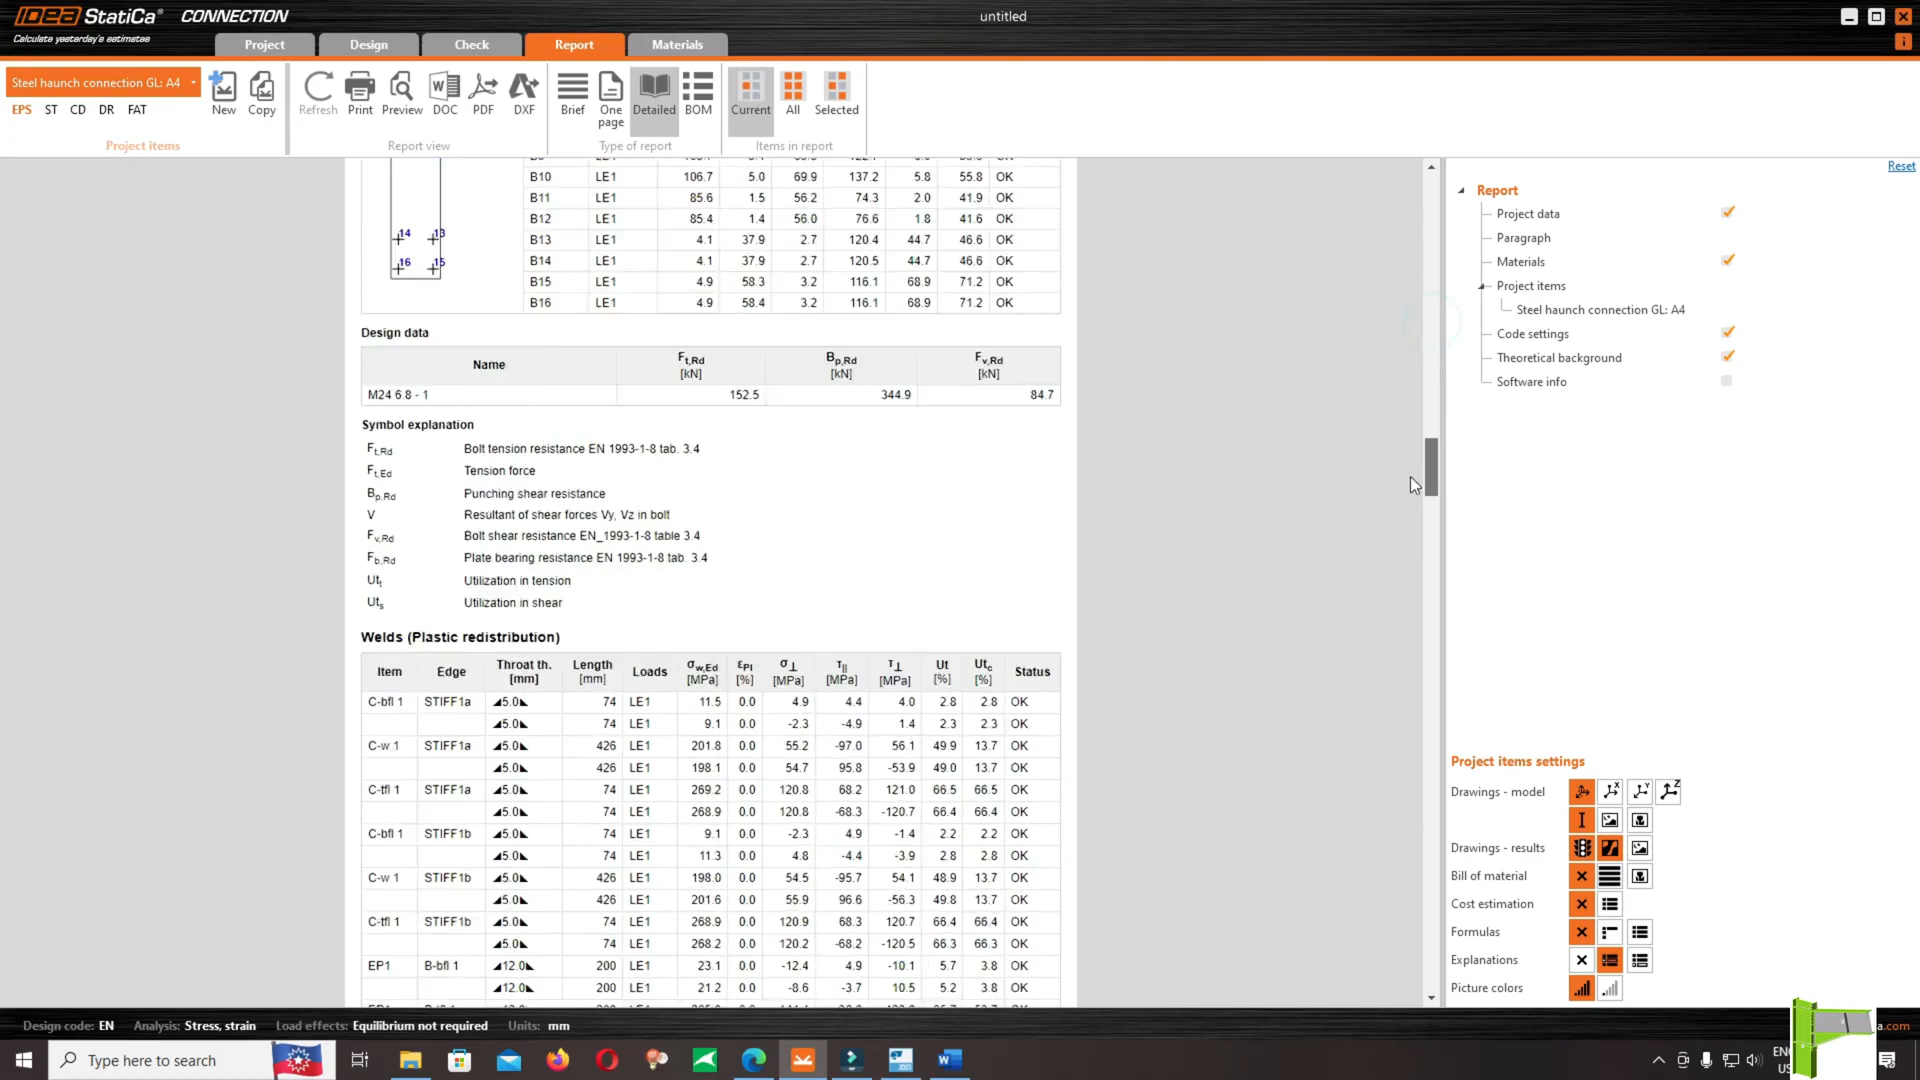 IDEA StatiCa® CONNECTION
Calculate yesterday's estimates
untitled
Project Design Check Report Materials
Steel haunch connection GL: A4
EPS ST CD DR FAT
New Copy Refresh Print Preview DOC PDF DXF Brief One page Detailed BOM Current All Selected
Project items Report view Type of report Items in report
B10 LE1 106.7 5.0 69.9 137.2 5.8 55.8 OK
B11 LE1 85.6 1.5 56.2 74.3 2.0 41.9 OK
B12 LE1 85.4 1.4 56.0 76.6 1.8 41.6 OK
14 13
B13 LE1 4.1 37.9 2.7 120.4 44.7 46.6 OK
16 15
B14 LE1 4.1 37.9 2.7 120.5 44.7 46.6 OK
B15 LE1 4.9 58.3 3.2 116.1 68.9 71.2 OK
B16 LE1 4.9 58.4 3.2 116.1 68.9 71.2 OK
Design data
Name Ft,Rd [kN] Bp,Rd [kN] Fv,Rd [kN]
M24 6.8 - 1 152.5 344.9 84.7
Symbol explanation
Ft,Rd Bolt tension resistance EN 1993-1-8 tab. 3.4
Ft,Ed Tension force
Bp,Rd Punching shear resistance
V Resultant of shear forces Vy, Vz in bolt
Fv,Rd Bolt shear resistance EN_1993-1-8 table 3.4
Fb,Rd Plate bearing resistance EN 1993-1-8 tab. 3.4
Utt Utilization in tension
Uts Utilization in shear
Welds (Plastic redistribution)
Item Edge Throat th. [mm] Length [mm] Loads σw,Ed [MPa] εPl [%] σ⊥ [MPa] τ|| [MPa] τ⊥ [MPa] Ut [%] Utc [%] Status
C-bfl 1 STIFF1a ◢5.0◣ 74 LE1 11.5 0.0 4.9 4.4 4.0 2.8 2.8 OK
◢5.0◣ 74 LE1 9.1 0.0 -2.3 -4.9 1.4 2.3 2.3 OK
C-w 1 STIFF1a ◢5.0◣ 426 LE1 201.8 0.0 55.2 -97.0 56.1 49.9 13.7 OK
◢5.0◣ 426 LE1 198.1 0.0 54.7 95.8 -53.9 49.0 13.7 OK
C-tfl 1 STIFF1a ◢5.0◣ 74 LE1 269.2 0.0 120.8 68.2 121.0 66.5 66.5 OK
◢5.0◣ 74 LE1 268.9 0.0 120.8 -68.3 -120.7 66.4 66.4 OK
C-bfl 1 STIFF1b ◢5.0◣ 74 LE1 9.1 0.0 -2.3 4.9 -1.4 2.2 2.2 OK
◢5.0◣ 74 LE1 11.3 0.0 4.8 -4.4 -3.9 2.8 2.8 OK
C-w 1 STIFF1b ◢5.0◣ 426 LE1 198.0 0.0 54.5 -95.7 54.1 48.9 13.7 OK
◢5.0◣ 426 LE1 201.6 0.0 55.9 96.6 -56.3 49.8 13.7 OK
C-tfl 1 STIFF1b ◢5.0◣ 74 LE1 268.9 0.0 120.9 68.3 120.7 66.4 66.4 OK
◢5.0◣ 74 LE1 268.2 0.0 120.2 -68.2 -120.5 66.3 66.3 OK
EP1 B-bfl 1 ◢12.0◣ 200 LE1 23.1 0.0 -12.4 4.9 -10.1 5.7 3.8 OK
◢12.0◣ 200 LE1 21.2 0.0 -8.6 -3.7 10.5 5.2 3.8 OK
Reset
Report
Project data
Paragraph
Materials
Project items
Steel haunch connection GL: A4
Code settings
Theoretical background
Software info
Project items settings
Drawings - model
Drawings - results
Bill of material
Cost estimation
Formulas
Explanations
Picture colors
Design code: EN Analysis: Stress, strain Load effects: Equilibrium not required Units: mm
a.com
Type here to search